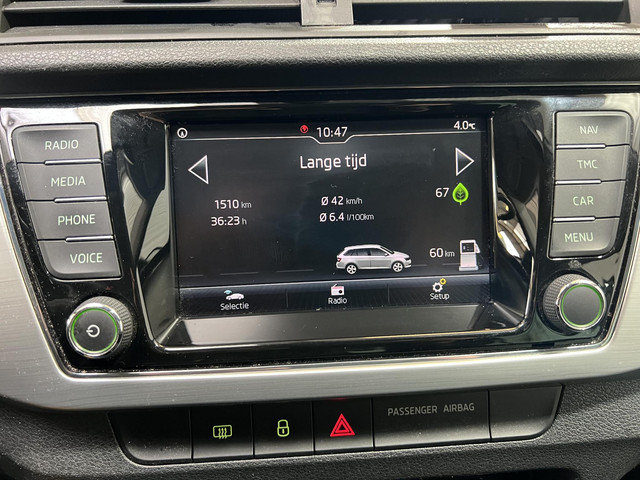 10:47
4.0°C
RADIO
MEDIA
PHONE
VOICE
Lange tijd
1510 km
36:23 h
Ø 42 km/h
Ø 6.4 l/100km
67
60 km
Selectie
Radio
Setup
NAV
TMC
CAR
MENU
PASSENGER AIRBAG